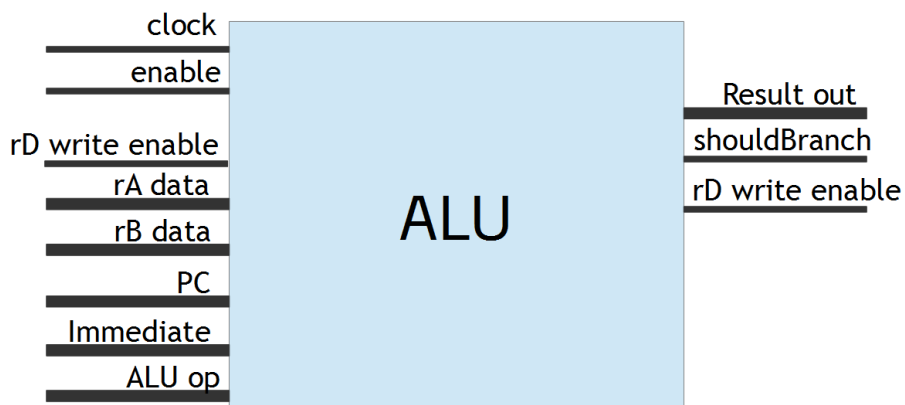 clock
enable
rD write enable
rA data
rB data
PC
Immediate
ALU op
ALU
Result out
shouldBranch
rD write enable